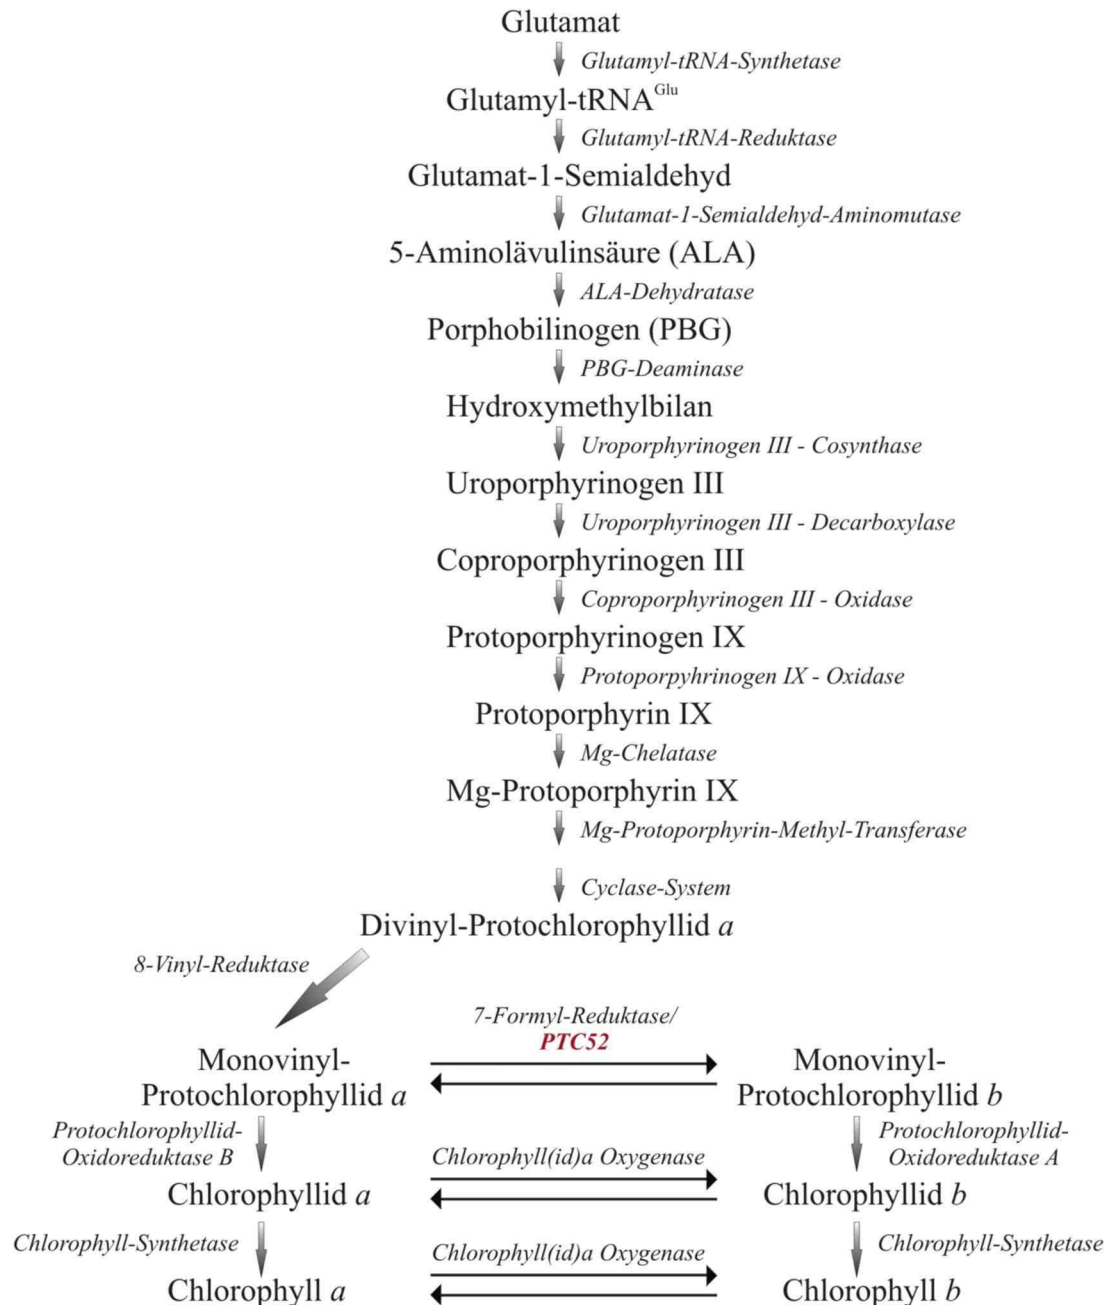 Glutamat
Glutamyl-tRNA-Synthetase
Glutamyl-tRNA^Glu
Glutamyl-tRNA-Reduktase
Glutamat-1-Semialdehyd
Glutamat-1-Semialdehyd-Aminomutase
5-Aminolävulinsäure (ALA)
ALA-Dehydratase
Porphobilinogen (PBG)
PBG-Deaminase
Hydroxymethylbilan
Uroporphyrinogen III - Cosynthase
Uroporphyrinogen III
Uroporphyrinogen III - Decarboxylase
Coproporphyrinogen III
Coproporphyrinogen III - Oxidase
Protoporphyrinogen IX
Protoporpyhrinogen IX - Oxidase
Protoporphyrin IX
Mg-Chelatase
Mg-Protoporphyrin IX
Mg-Protoporphyrin-Methyl-Transferase
Cyclase-System
Divinyl-Protochlorophyllid a
8-Vinyl-Reduktase
7-Formyl-Reduktase/
PTC52
Monovinyl-
Protochlorophyllid a
Monovinyl-
Protochlorophyllid b
Protochlorophyllid-
Oxidoreduktase B
Protochlorophyllid-
Oxidoreduktase A
Chlorophyll(id)a Oxygenase
Chlorophyllid a
Chlorophyllid b
Chlorophyll-Synthetase
Chlorophyll(id)a Oxygenase
Chlorophyll-Synthetase
Chlorophyll a
Chlorophyll b